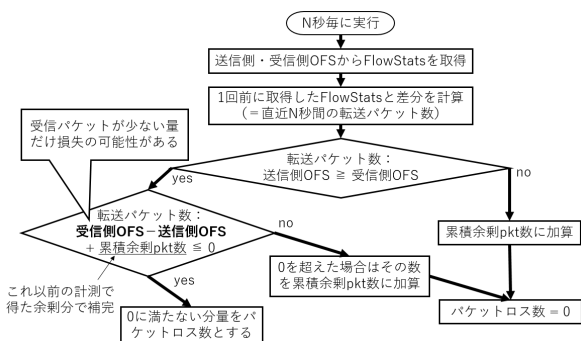 N秒毎に実行
送信側・受信側OFSからFlowStatsを取得
1回前に取得したFlowStatsと差分を計算
（＝直近N秒間の転送パケット数）
受信パケットが少ない量
だけ損失の可能性がある
転送パケット数：
送信側OFS ≧ 受信側OFS
yes
no
転送パケット数：
受信側OFS－送信側OFS
+ 累積余剰pkt数 ≦ 0
no
累積余剰pkt数に加算
これ以前の計測で
得た余剰分で補完
yes
0を超えた場合はその数
を累積余剰pkt数に加算
0に満たない分量をパ
ケットロス数とする
パケットロス数 = 0